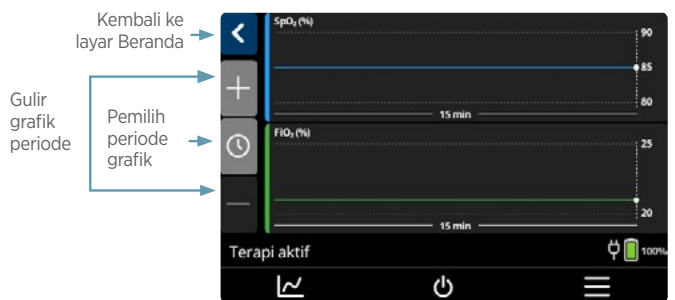 Kembali ke
layar Beranda
Gulir
grafik
periode
Pemilih
periode
grafik
SpO₂ (%)
90
85
80
15 min
FiO₂ (%)
25
20
15 min
Terapi aktif
100%